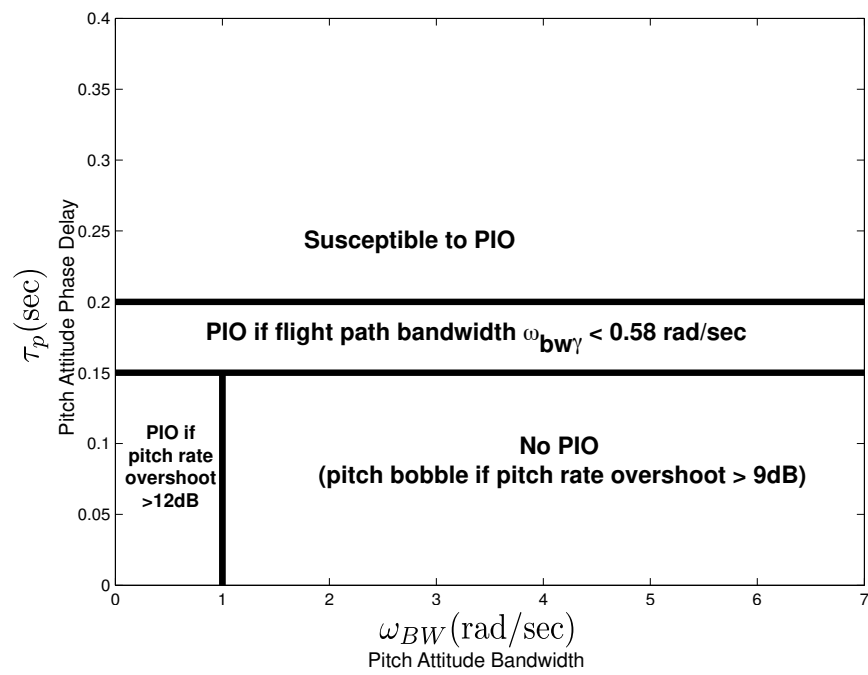 0.4
0.35
0.3
0.25
0.2
0.15
0.1
0.05
0
τp(sec)
Pitch Attitude Phase Delay
Susceptible to PIO
PIO if flight path bandwidth ωbwγ < 0.58 rad/sec
PIO if
pitch rate
overshoot
>12dB
No PIO
(pitch bobble if pitch rate overshoot > 9dB)
0 1 2 3 4 5 6 7
ωBW(rad/sec)
Pitch Attitude Bandwidth